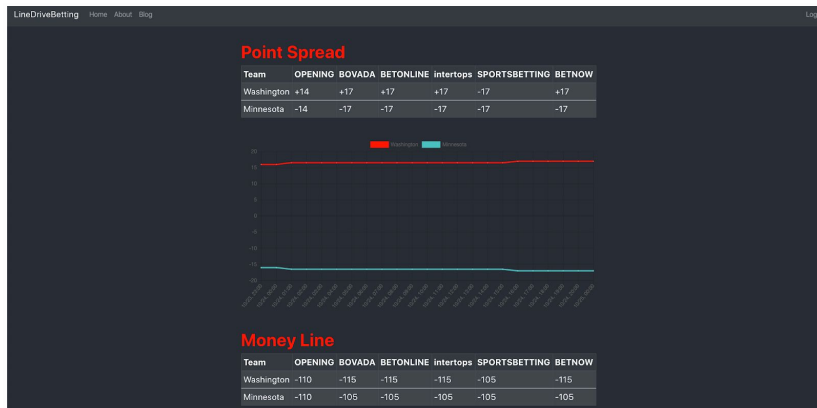 LineDriveBetting Home About Blog Log
Point Spread
Team OPENING BOVADA BETONLINE intertops SPORTSBETTING BETNOW
Washington +14 +17 +17 +17 -17 +17
Minnesota -14 -17 -17 -17 -17 -17
Washington Minnesota
20
15
10
5
0
-5
-10
-15
-20
Money Line
Team OPENING BOVADA BETONLINE intertops SPORTSBETTING BETNOW
Washington -110 -115 -115 -115 -105 -115
Minnesota -110 -105 -105 -105 -105 -105